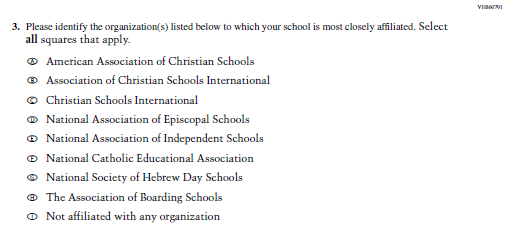 VH860701
3. Please identify the organization(s) listed below to which your school is most closely affiliated. Select
all squares that apply.
Ⓐ American Association of Christian Schools
Ⓑ Association of Christian Schools International
Ⓒ Christian Schools International
Ⓓ National Association of Episcopal Schools
Ⓔ National Association of Independent Schools
Ⓕ National Catholic Educational Association
Ⓖ National Society of Hebrew Day Schools
Ⓗ The Association of Boarding Schools
Ⓘ Not affiliated with any organization